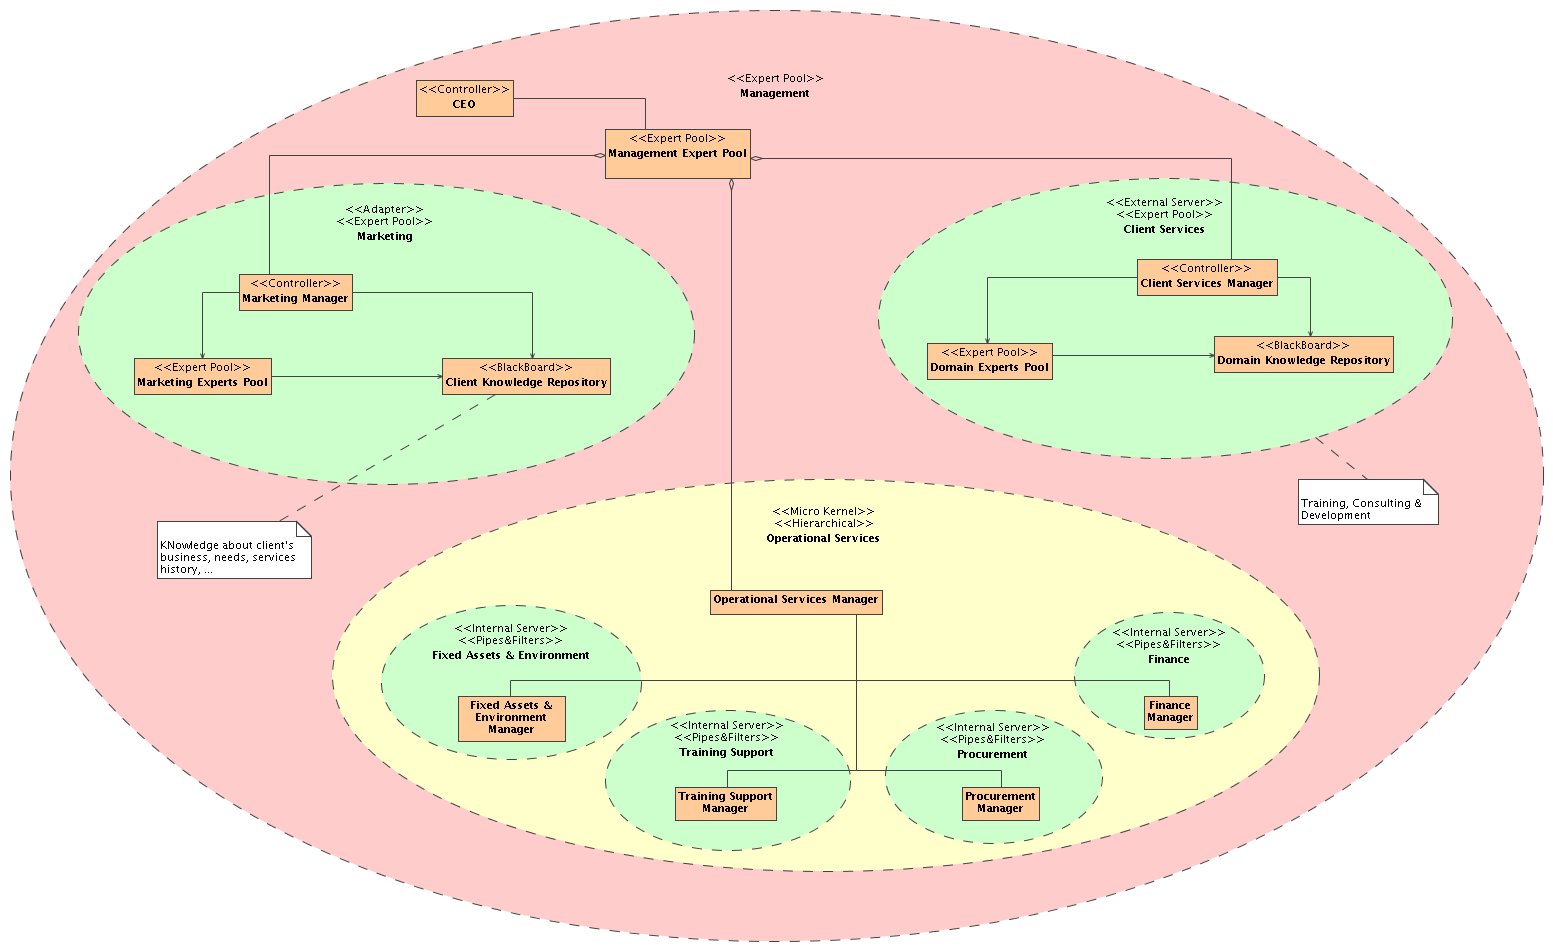 <<Expert Pool>>
Management
<<Controller>>
CEO
<<Expert Pool>>
Management Expert Pool
<<Adapter>>
<<Expert Pool>>
Marketing
<<Controller>>
Marketing Manager
<<Expert Pool>>
Marketing Experts Pool
<<BlackBoard>>
Client Knowledge Repository
KNowledge about client's
business, needs, services
history, ...
<<External Server>>
<<Expert Pool>>
Client Services
<<Controller>>
Client Services Manager
<<Expert Pool>>
Domain Experts Pool
<<BlackBoard>>
Domain Knowledge Repository
Training, Consulting &
Development
<<Micro Kernel>>
<<Hierarchical>>
Operational Services
Operational Services Manager
<<Internal Server>>
<<Pipes&Filters>>
Fixed Assets & Environment
Fixed Assets &
Environment
Manager
<<Internal Server>>
<<Pipes&Filters>>
Training Support
Training Support
Manager
<<Internal Server>>
<<Pipes&Filters>>
Procurement
Procurement
Manager
<<Internal Server>>
<<Pipes&Filters>>
Finance
Finance
Manager